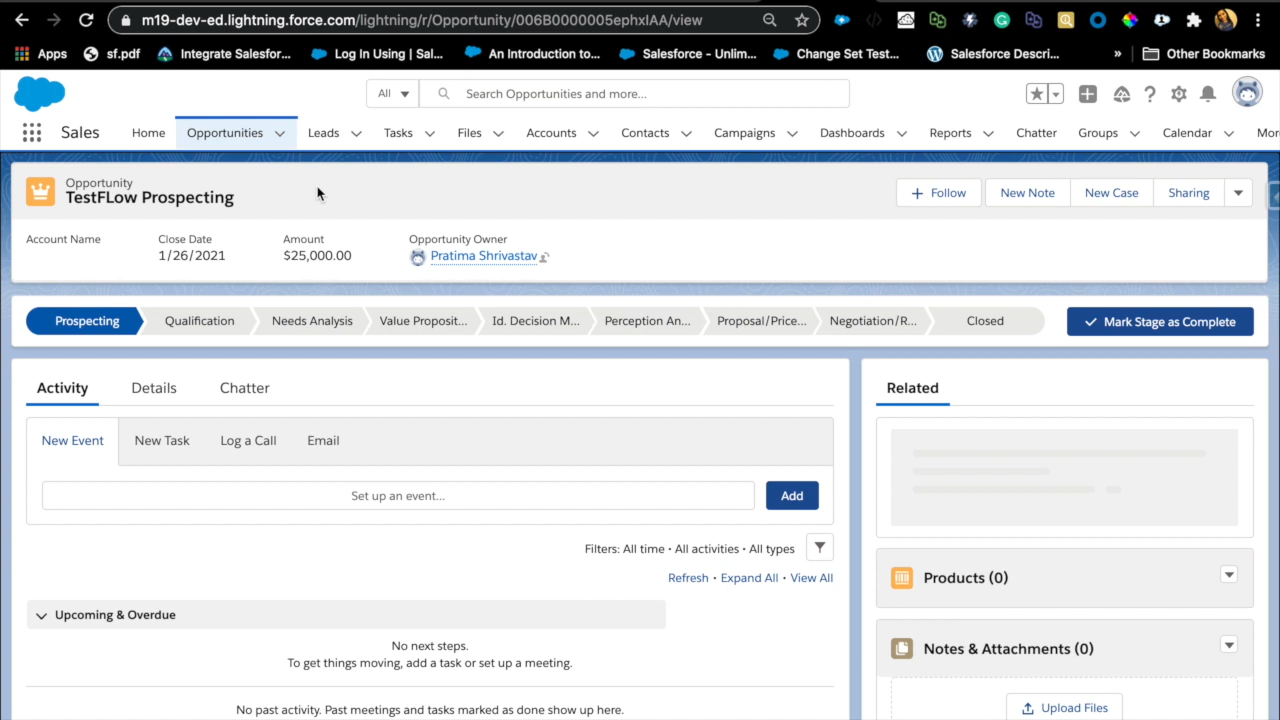 m19-dev-ed.lightning.force.com/lightning/r/Opportunity/006B0000005ephxIAA/view
Apps sf.pdf Integrate Salesfor... Log In Using | Sal... An Introduction to... Salesforce - Unlim... Change Set Test... Salesforce Descri... » Other Bookmarks
All Search Opportunities and more...
Sales Home Opportunities Leads Tasks Files Accounts Contacts Campaigns Dashboards Reports Chatter Groups Calendar Mor
Opportunity
TestFLow Prospecting
Follow New Note New Case Sharing
Account Name Close Date Amount Opportunity Owner
1/26/2021 $25,000.00 Pratima Shrivastav
Prospecting Qualification Needs Analysis Value Proposit... Id. Decision M... Perception An... Proposal/Price... Negotiation/R... Closed Mark Stage as Complete
Activity Details Chatter
Related
New Event New Task Log a Call Email
Set up an event... Add
Filters: All time • All activities • All types
Refresh • Expand All • View All
Products (0)
Upcoming & Overdue
No next steps.
To get things moving, add a task or set up a meeting.
Notes & Attachments (0)
No past activity. Past meetings and tasks marked as done show up here.
Upload Files